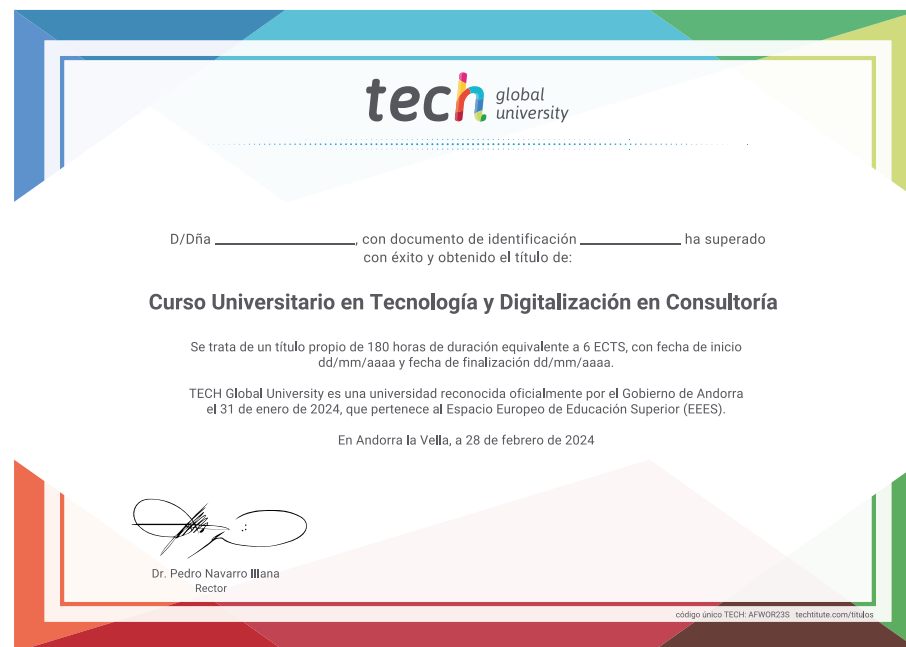 tech global university
D/Dña ____________________, con documento de identificación ______________ ha superado
con éxito y obtenido el título de:
Curso Universitario en Tecnología y Digitalización en Consultoría
Se trata de un título propio de 180 horas de duración equivalente a 6 ECTS, con fecha de inicio
dd/mm/aaaa y fecha de finalización dd/mm/aaaa.
TECH Global University es una universidad reconocida oficialmente por el Gobierno de Andorra
el 31 de enero de 2024, que pertenece al Espacio Europeo de Educación Superior (EEES).
En Andorra la Vella, a 28 de febrero de 2024
Dr. Pedro Navarro Illana
Rector
código único TECH: AFWOR23S techtitute.com/titulos